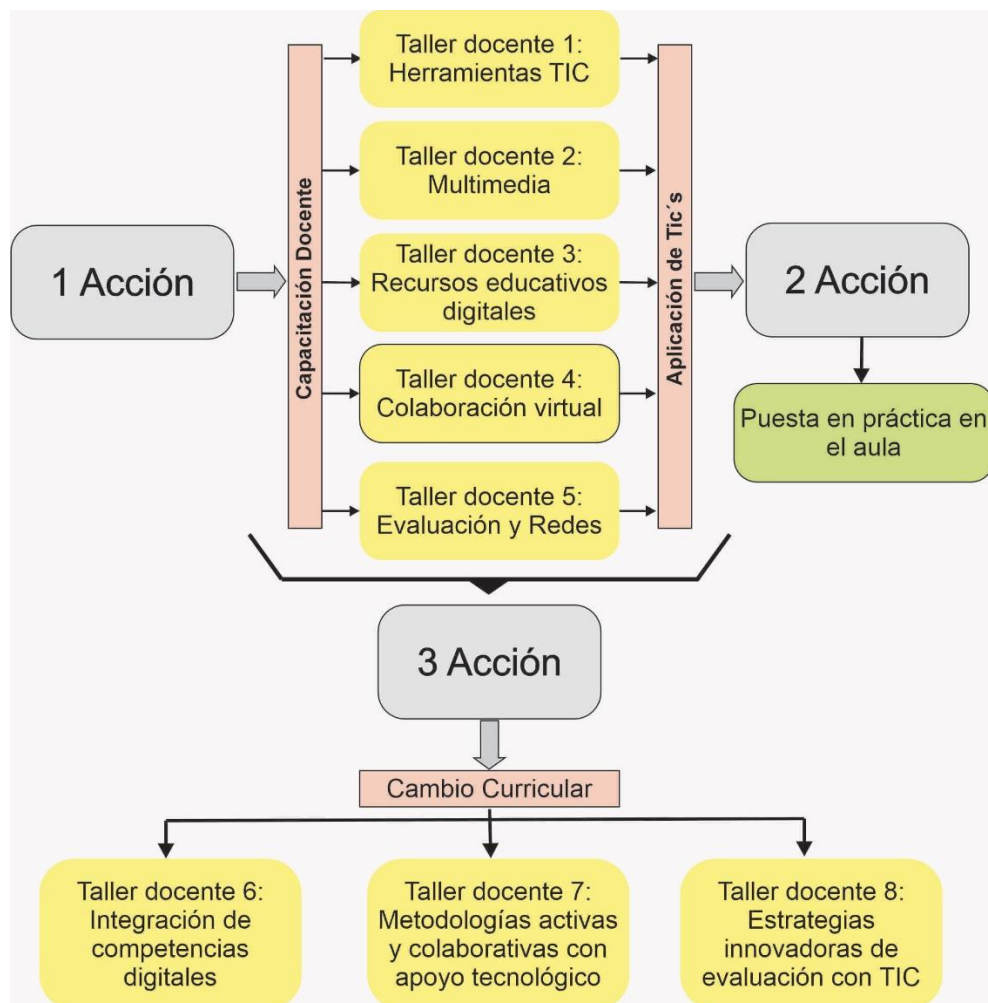 Taller docente 1:
Herramientas TIC
Taller docente 2:
Multimedia
1 Acción
Capacitación Docente
Taller docente 3:
Recursos educativos
digitales
Aplicación de Tic´s
2 Acción
Taller docente 4:
Colaboración virtual
Puesta en práctica en
el aula
Taller docente 5:
Evaluación y Redes
3 Acción
Cambio Curricular
Taller docente 6:
Integración de
competencias
digitales
Taller docente 7:
Metodologías activas
y colaborativas con
apoyo tecnológico
Taller docente 8:
Estrategias
innovadoras de
evaluación con TIC